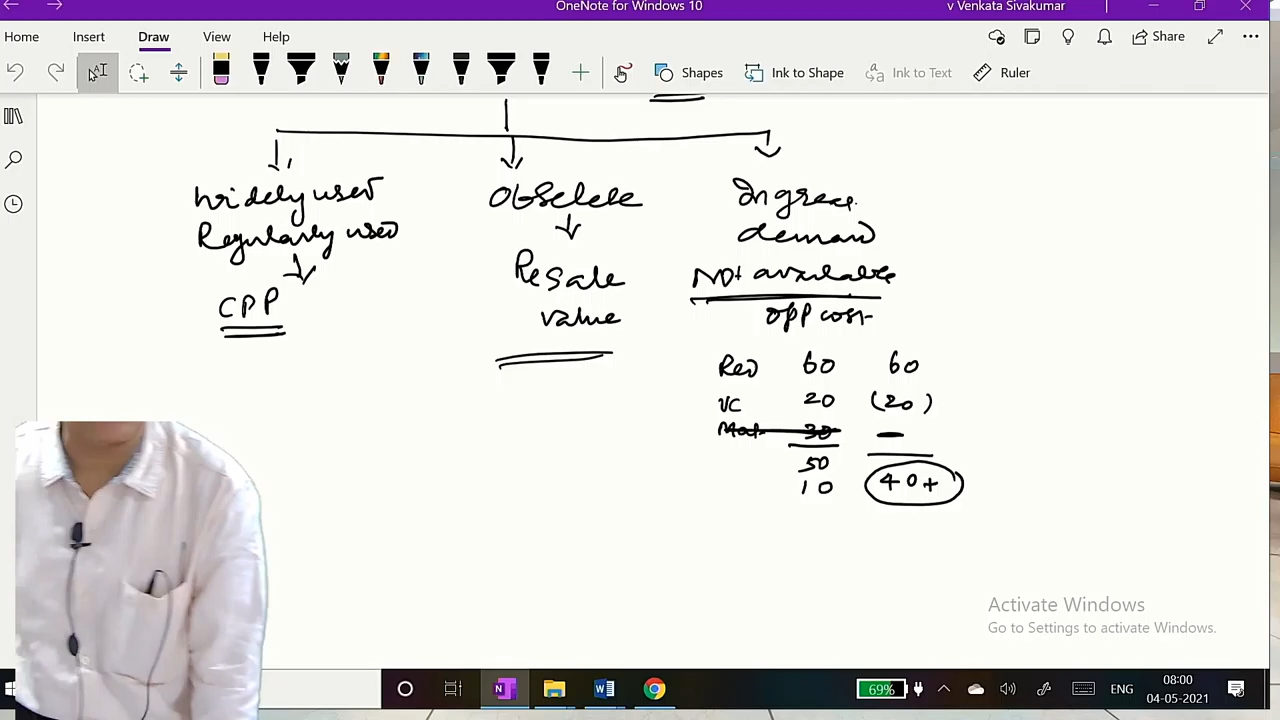 OneNote for Windows 10
v Venkata Sivakumar
Home Insert Draw View Help
Share
Shapes
Ink to Shape
Ink to Text
Ruler
Widely used
Regularly used
CPP
Obselete
Resale
value
In great
demand
Not available
opp cost
Rev 60 60
VC 20 (20)
Mat 30 -
50
10 40+
Activate Windows
Go to Settings to activate Windows.
69%
ENG
08:00
04-05-2021